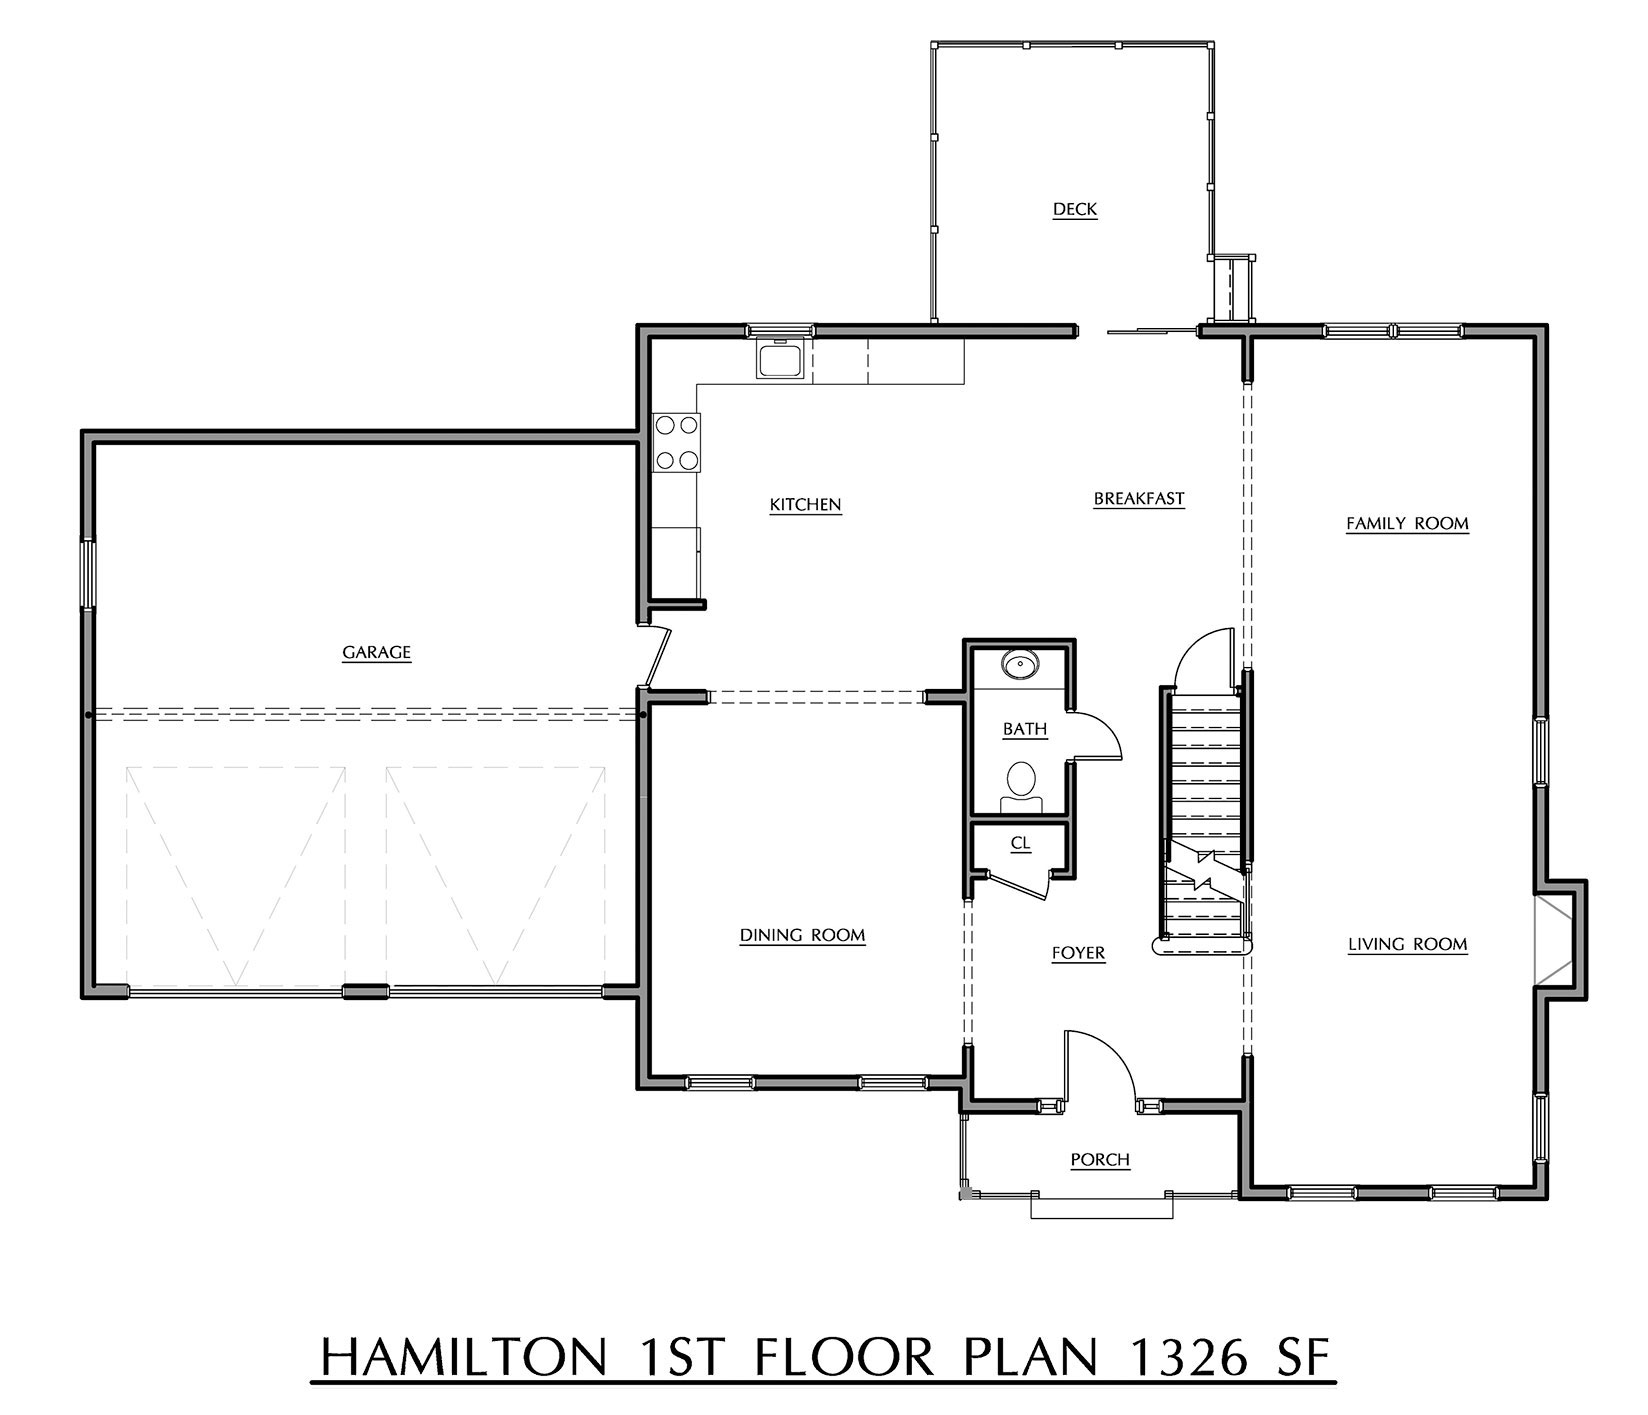 DECK
KITCHEN
BREAKFAST
FAMILY ROOM
GARAGE
BATH
CL
DINING ROOM
FOYER
LIVING ROOM
PORCH
HAMILTON 1ST FLOOR PLAN 1326 SF